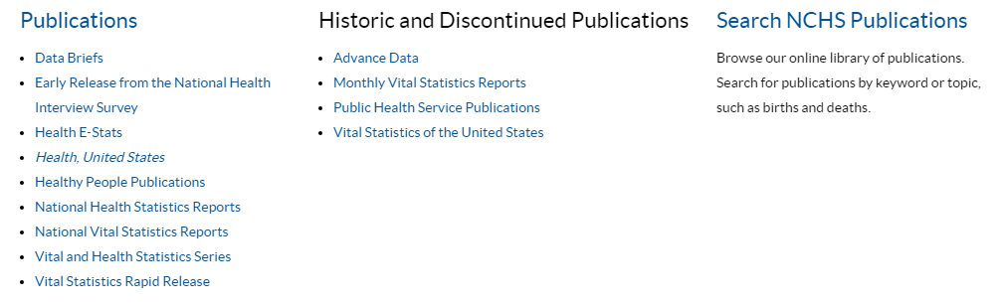 Publications
Data Briefs
Early Release from the National Health
Interview Survey
Health E-Stats
Health, United States
Healthy People Publications
National Health Statistics Reports
National Vital Statistics Reports
Vital and Health Statistics Series
Vital Statistics Rapid Release
Historic and Discontinued Publications
Advance Data
Monthly Vital Statistics Reports
Public Health Service Publications
Vital Statistics of the United States
Search NCHS Publications
Browse our online library of publications.
Search for publications by keyword or topic,
such as births and deaths.